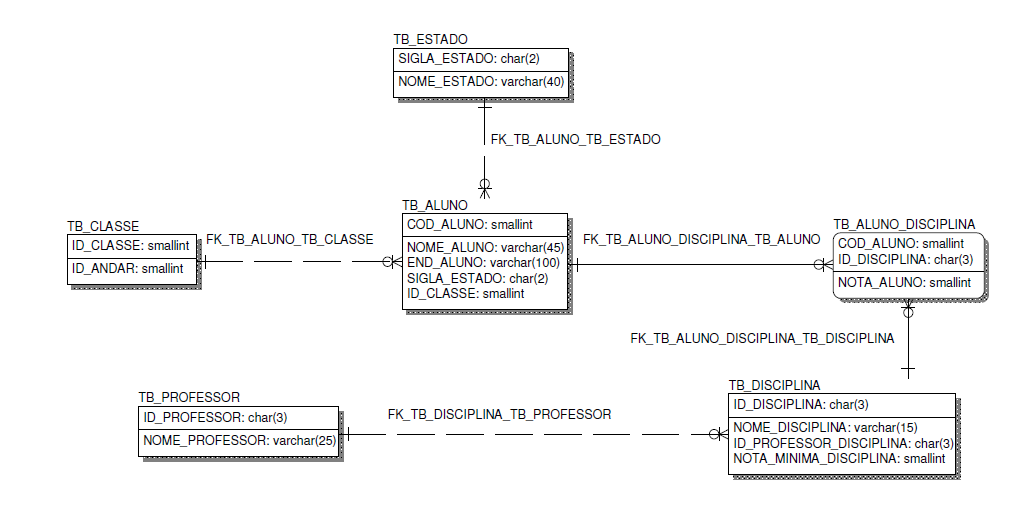 TB_ESTADO
SIGLA_ESTADO: char(2)
NOME_ESTADO: varchar(40)
FK_TB_ALUNO_TB_ESTADO
TB_CLASSE
ID_CLASSE: smallint
ID_ANDAR: smallint
FK_TB_ALUNO_TB_CLASSE
TB_ALUNO
COD_ALUNO: smallint
NOME_ALUNO: varchar(45)
END_ALUNO: varchar(100)
SIGLA_ESTADO: char(2)
ID_CLASSE: smallint
FK_TB_ALUNO_DISCIPLINA_TB_ALUNO
TB_ALUNO_DISCIPLINA
COD_ALUNO: smallint
ID_DISCIPLINA: char(3)
NOTA_ALUNO: smallint
FK_TB_ALUNO_DISCIPLINA_TB_DISCIPLINA
TB_PROFESSOR
ID_PROFESSOR: char(3)
NOME_PROFESSOR: varchar(25)
FK_TB_DISCIPLINA_TB_PROFESSOR
TB_DISCIPLINA
ID_DISCIPLINA: char(3)
NOME_DISCIPLINA: varchar(15)
ID_PROFESSOR_DISCIPLINA: char(3)
NOTA_MINIMA_DISCIPLINA: smallint